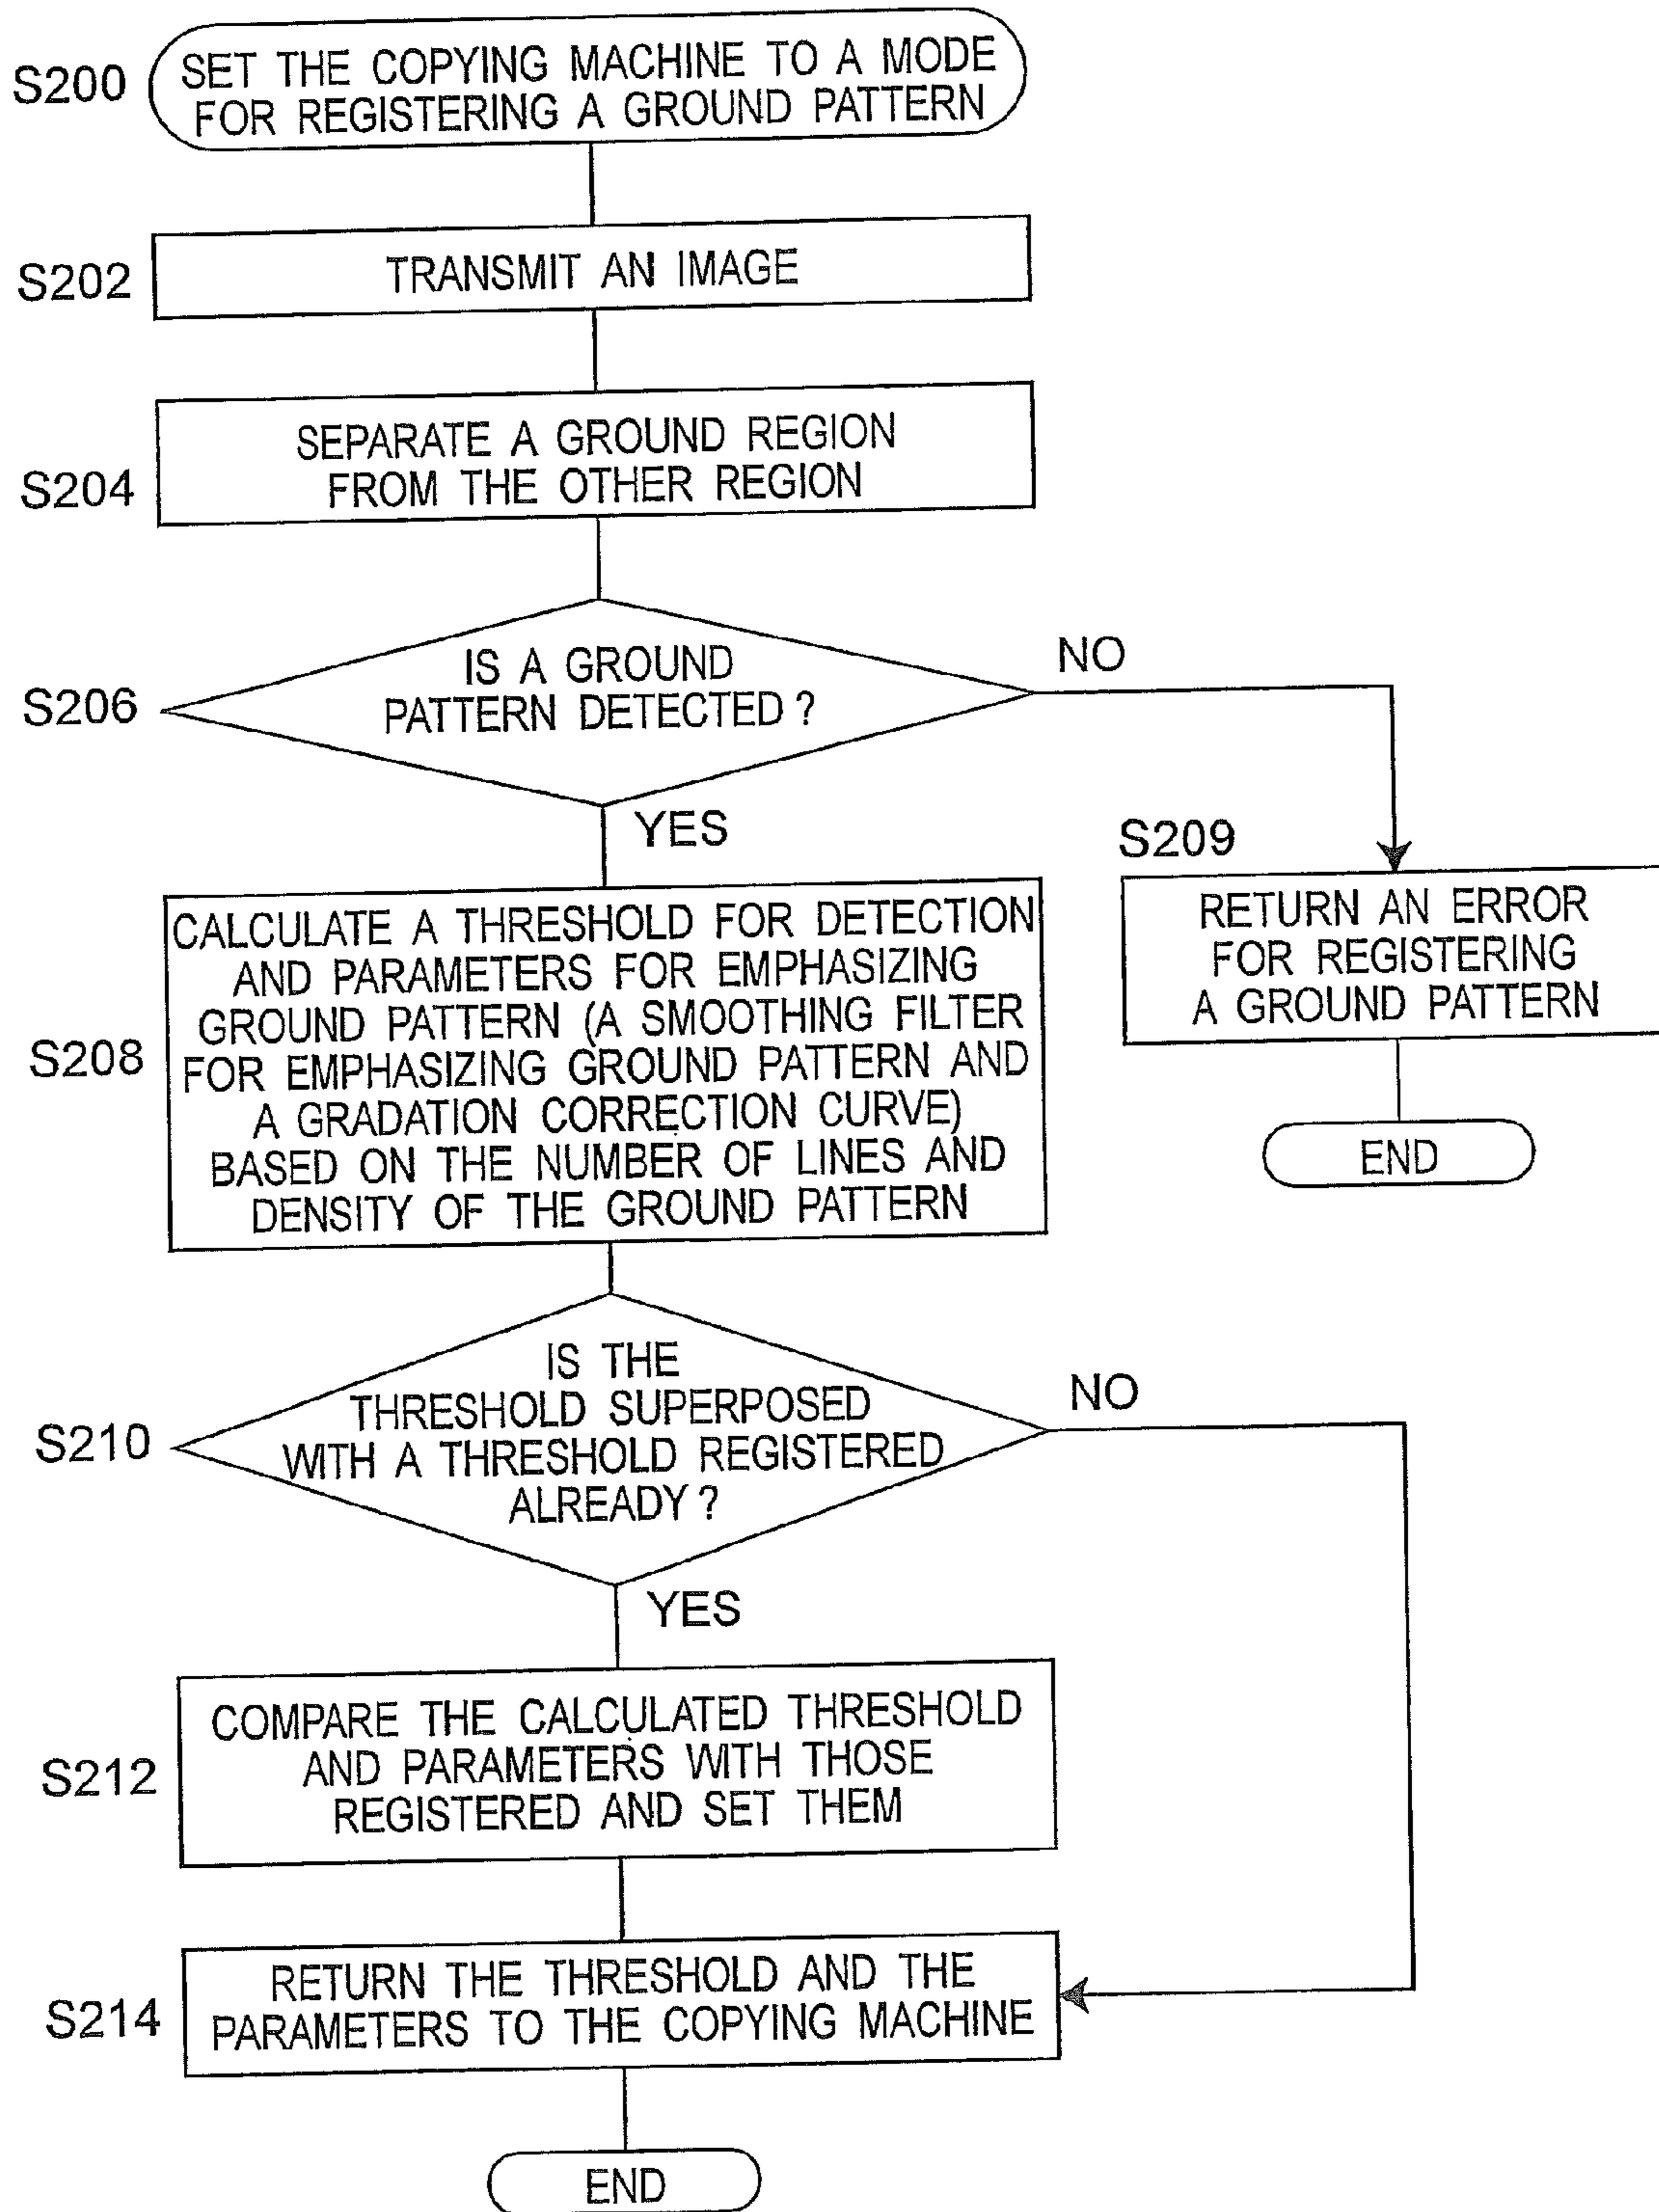 S200
SET THE COPYING MACHINE TO A MODE
FOR REGISTERING A GROUND PATTERN
S202
TRANSMIT AN IMAGE
S204
SEPARATE A GROUND REGION
FROM THE OTHER REGION
S206
IS A GROUND
PATTERN DETECTED ?
NO
YES
S209
RETURN AN ERROR
FOR REGISTERING
A GROUND PATTERN
END
S208
CALCULATE A THRESHOLD FOR DETECTION
AND PARAMETERS FOR EMPHASIZING
GROUND PATTERN (A SMOOTHING FILTER
FOR EMPHASIZING GROUND PATTERN AND
A GRADATION CORRECTION CURVE)
BASED ON THE NUMBER OF LINES AND
DENSITY OF THE GROUND PATTERN
S210
IS THE
THRESHOLD SUPERPOSED
WITH A THRESHOLD REGISTERED
ALREADY ?
NO
YES
S212
COMPARE THE CALCULATED THRESHOLD
AND PARAMETERS WITH THOSE
REGISTERED AND SET THEM
S214
RETURN THE THRESHOLD AND THE
PARAMETERS TO THE COPYING MACHINE
END